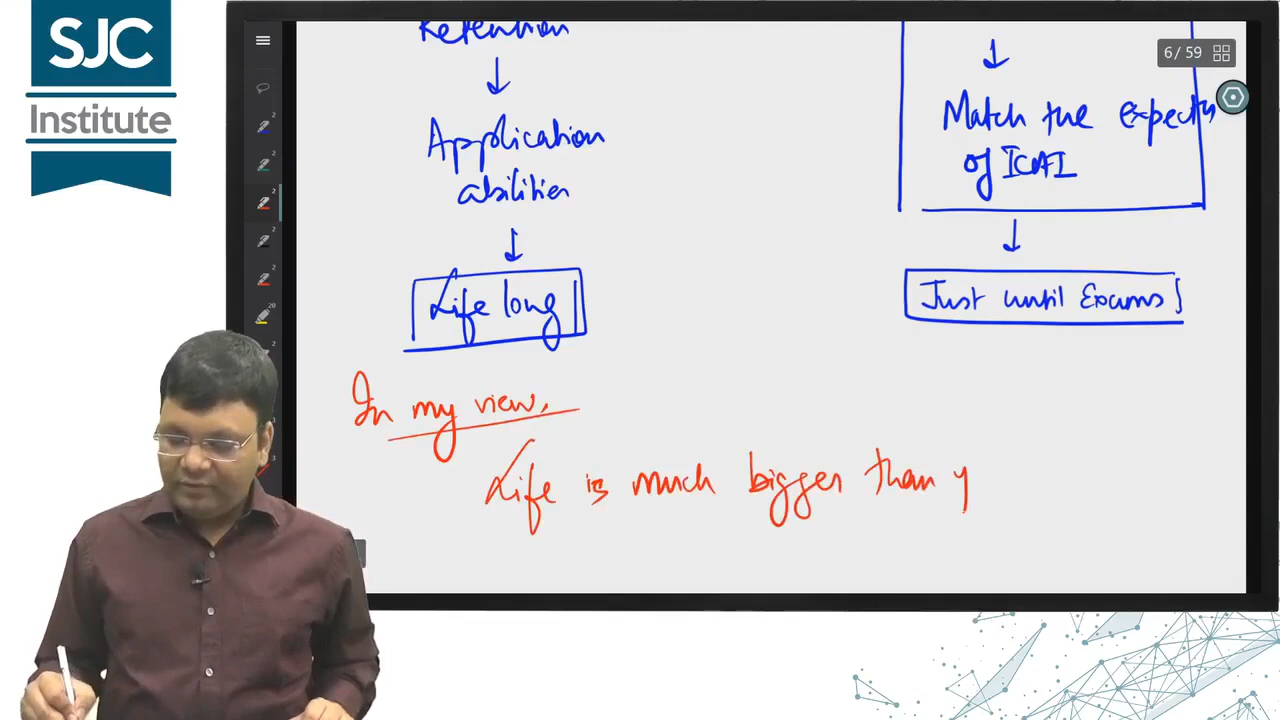 SJC
Institute
6/59
Retention
↓
Application
abilities
↓
Life long
↓
Match the
of ICAI
↓
Just until Exams
In my view,
Life is much bigger than y